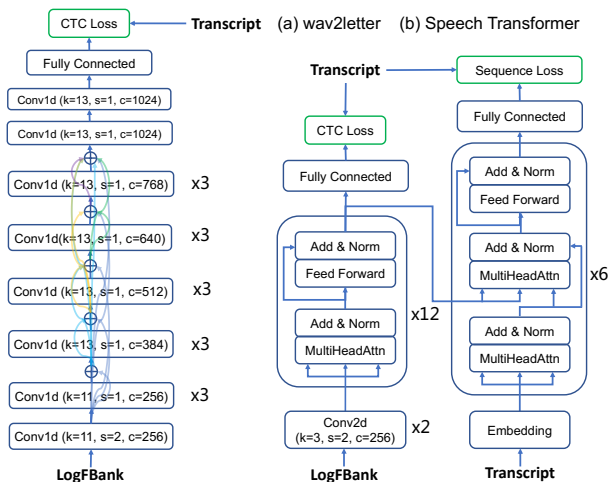 CTC Loss
Transcript
(a) wav2letter
(b) Speech Transformer
Fully Connected
Conv1d (k=13, s=1, c=1024)
Conv1d (k=13, s=1, c=1024)
Conv1d (k=13, s=1, c=768)
x3
Conv1d(k=13, s=1, c=640)
x3
Conv1d (k=13, s=1, c=512)
x3
Conv1d (k=13, s=1, c=384)
x3
Conv1d (k=11, s=1, c=256)
x3
Conv1d (k=11, s=2, c=256)
LogFBank
Transcript
CTC Loss
Fully Connected
Add & Norm
Feed Forward
Add & Norm
MultiHeadAttn
x12
Conv2d
(k=3, s=2, c=256)
x2
LogFBank
Sequence Loss
Fully Connected
Add & Norm
Feed Forward
Add & Norm
MultiHeadAttn
x6
Add & Norm
MultiHeadAttn
Embedding
Transcript